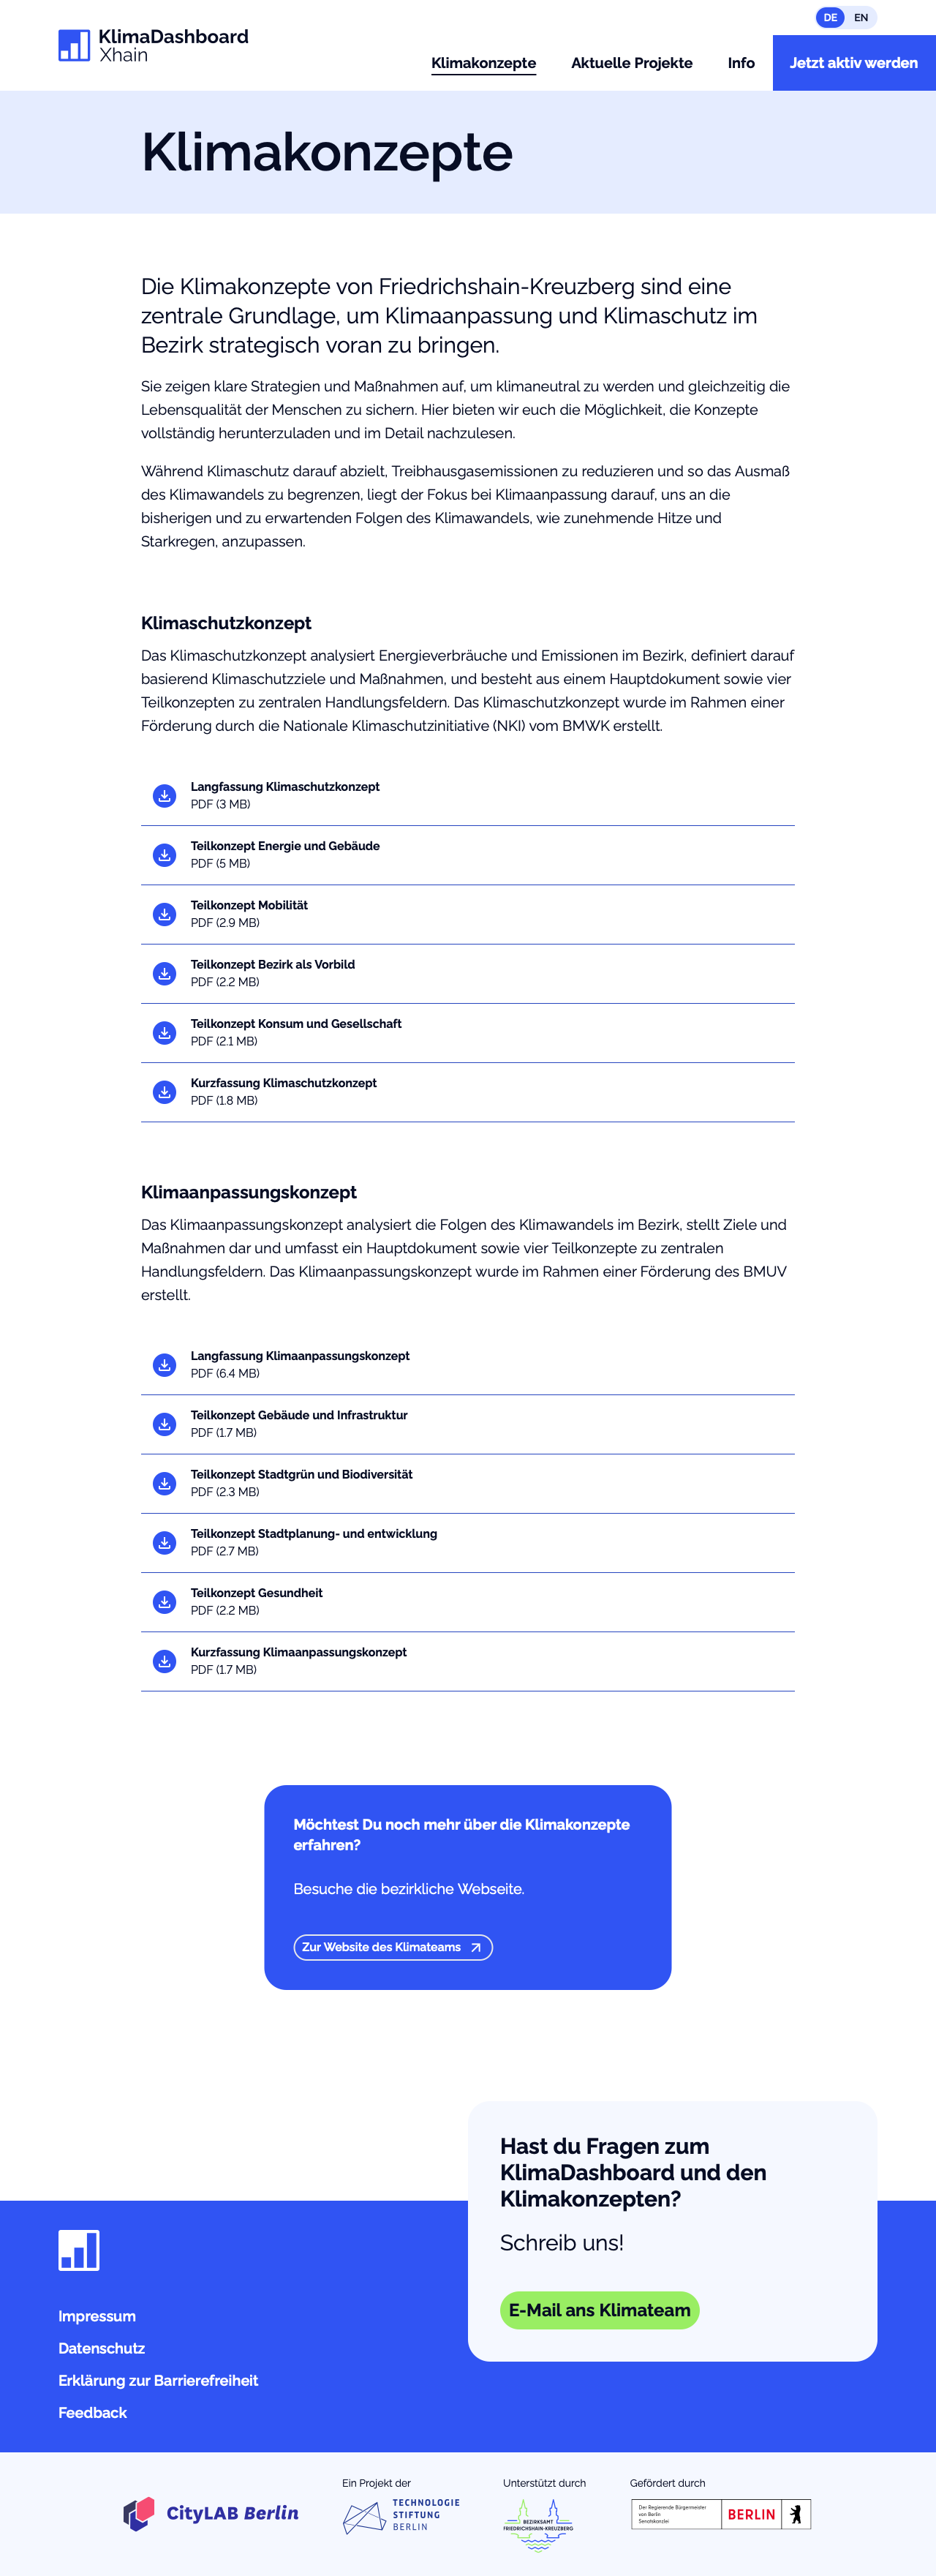 DE EN
KlimaDashboard
Xhain
Klimakonzepte Aktuelle Projekte Info Jetzt aktiv werden
Klimakonzepte
Die Klimakonzepte von Friedrichshain-Kreuzberg sind eine
zentrale Grundlage, um Klimaanpassung und Klimaschutz im
Bezirk strategisch voran zu bringen.
Sie zeigen klare Strategien und Maßnahmen auf, um klimaneutral zu werden und gleichzeitig die
Lebensqualität der Menschen zu sichern. Hier bieten wir euch die Möglichkeit, die Konzepte
vollständig herunterzuladen und im Detail nachzulesen.
Während Klimaschutz darauf abzielt, Treibhausgasemissionen zu reduzieren und so das Ausmaß
des Klimawandels zu begrenzen, liegt der Fokus bei Klimaanpassung darauf, uns an die
bisherigen und zu erwartenden Folgen des Klimawandels, wie zunehmende Hitze und
Starkregen, anzupassen.
Klimaschutzkonzept
Das Klimaschutzkonzept analysiert Energieverbräuche und Emissionen im Bezirk, definiert darauf
basierend Klimaschutzziele und Maßnahmen, und besteht aus einem Hauptdokument sowie vier
Teilkonzepten zu zentralen Handlungsfeldern. Das Klimaschutzkonzept wurde im Rahmen einer
Förderung durch die Nationale Klimaschutzinitiative (NKI) vom BMWK erstellt.
Langfassung Klimaschutzkonzept
PDF (3 MB)
Teilkonzept Energie und Gebäude
PDF (5 MB)
Teilkonzept Mobilität
PDF (2.9 MB)
Teilkonzept Bezirk als Vorbild
PDF (2.2 MB)
Teilkonzept Konsum und Gesellschaft
PDF (2.1 MB)
Kurzfassung Klimaschutzkonzept
PDF (1.8 MB)
Klimaanpassungskonzept
Das Klimaanpassungskonzept analysiert die Folgen des Klimawandels im Bezirk, stellt Ziele und
Maßnahmen dar und umfasst ein Hauptdokument sowie vier Teilkonzepte zu zentralen
Handlungsfeldern. Das Klimaanpassungskonzept wurde im Rahmen einer Förderung des BMUV
erstellt.
Langfassung Klimaanpassungskonzept
PDF (6.4 MB)
Teilkonzept Gebäude und Infrastruktur
PDF (1.7 MB)
Teilkonzept Stadtgrün und Biodiversität
PDF (2.3 MB)
Teilkonzept Stadtplanung- und entwicklung
PDF (2.7 MB)
Teilkonzept Gesundheit
PDF (2.2 MB)
Kurzfassung Klimaanpassungskonzept
PDF (1.7 MB)
Möchtest Du noch mehr über die Klimakonzepte
erfahren?
Besuche die bezirkliche Webseite.
Zur Website des Klimateams
Hast du Fragen zum
KlimaDashboard und den
Klimakonzepten?
Schreib uns!
E-Mail ans Klimateam
Impressum
Datenschutz
Erklärung zur Barrierefreiheit
Feedback
CityLAB Berlin
Ein Projekt der
TECHNOLOGIE
STIFTUNG
BERLIN
Unterstützt durch
BEZIRKSAMT
FRIEDRICHSHAIN-KREUZBERG
Gefördert durch
Der Regierende Bürgermeister
von Berlin
Senatskanzlei
BERLIN